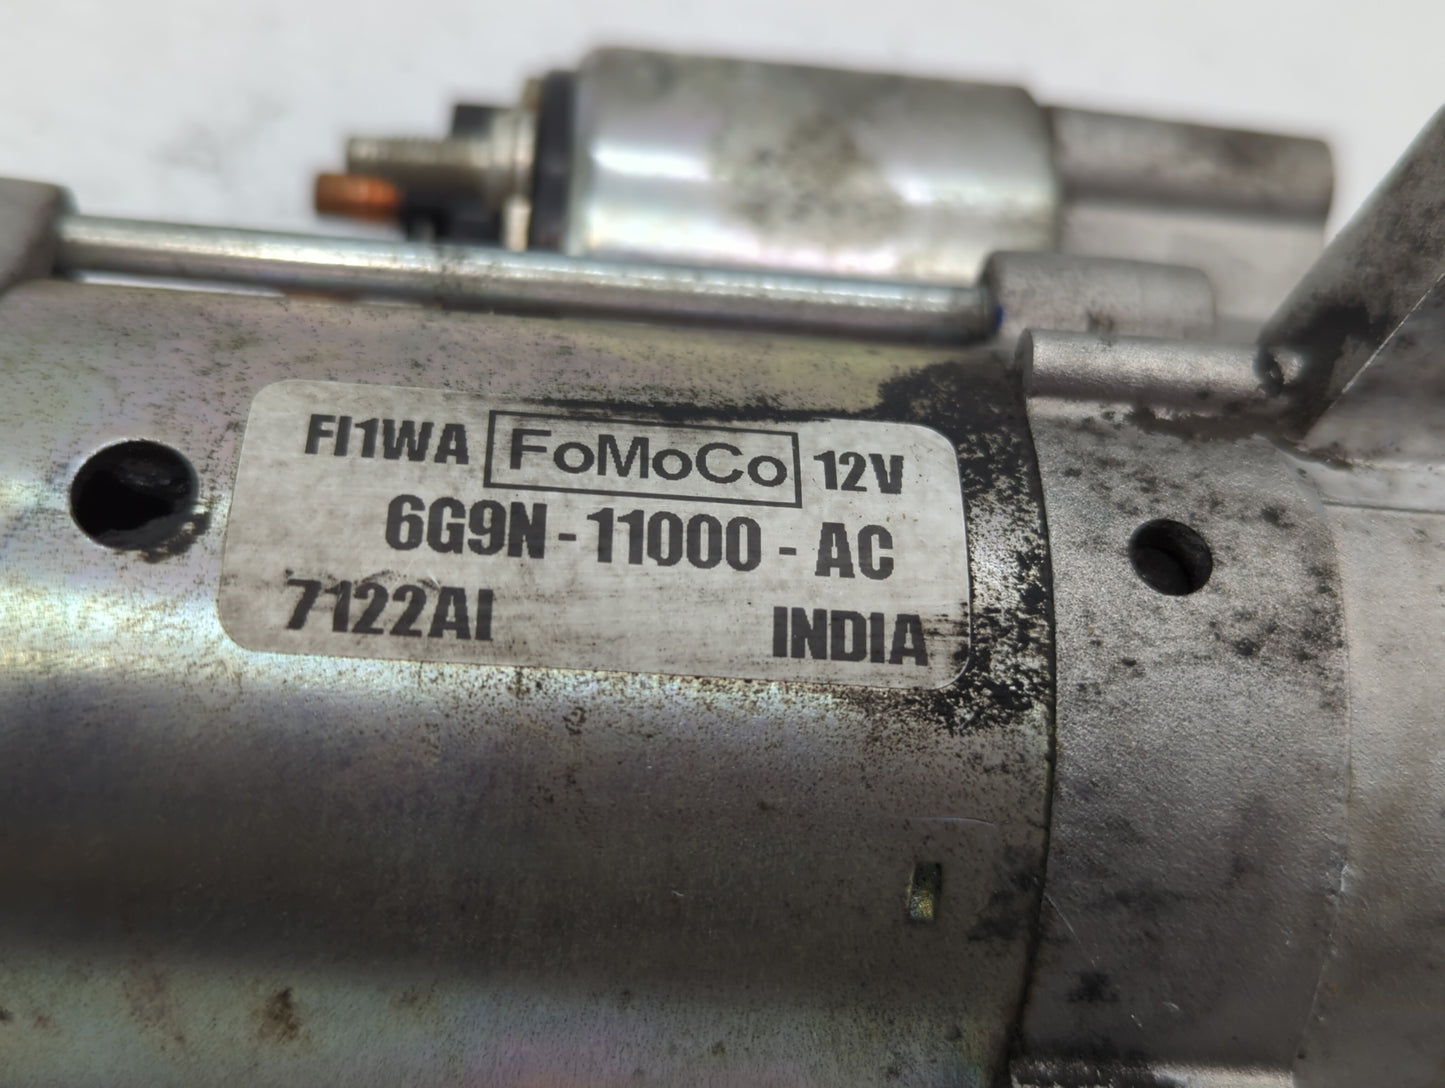 FI1WA FoMoCo 12V
6G9N - 11000 - AC
7122AI INDIA